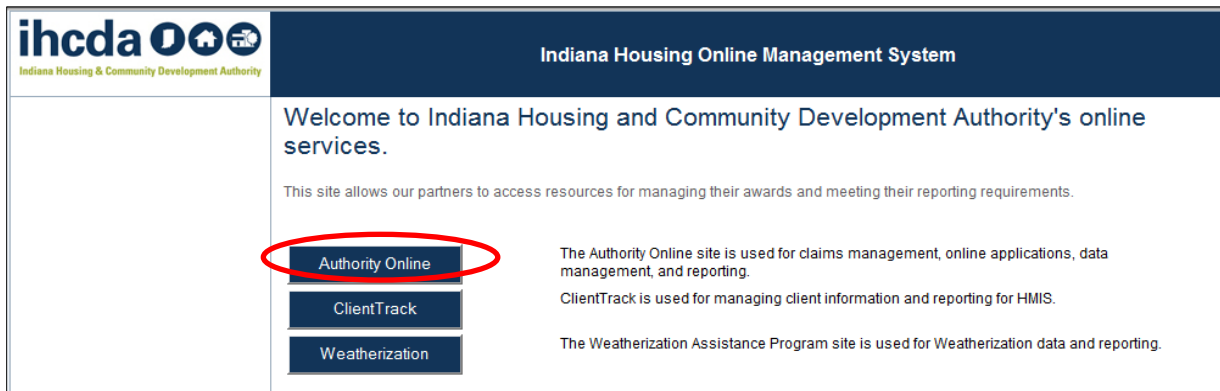 ihcda
Indiana Housing & Community Development Authority
Indiana Housing Online Management System
Welcome to Indiana Housing and Community Development Authority's online
services.
This site allows our partners to access resources for managing their awards and meeting their reporting requirements.
Authority Online
The Authority Online site is used for claims management, online applications, data
management, and reporting.
ClientTrack
ClientTrack is used for managing client information and reporting for HMIS.
Weatherization
The Weatherization Assistance Program site is used for Weatherization data and reporting.